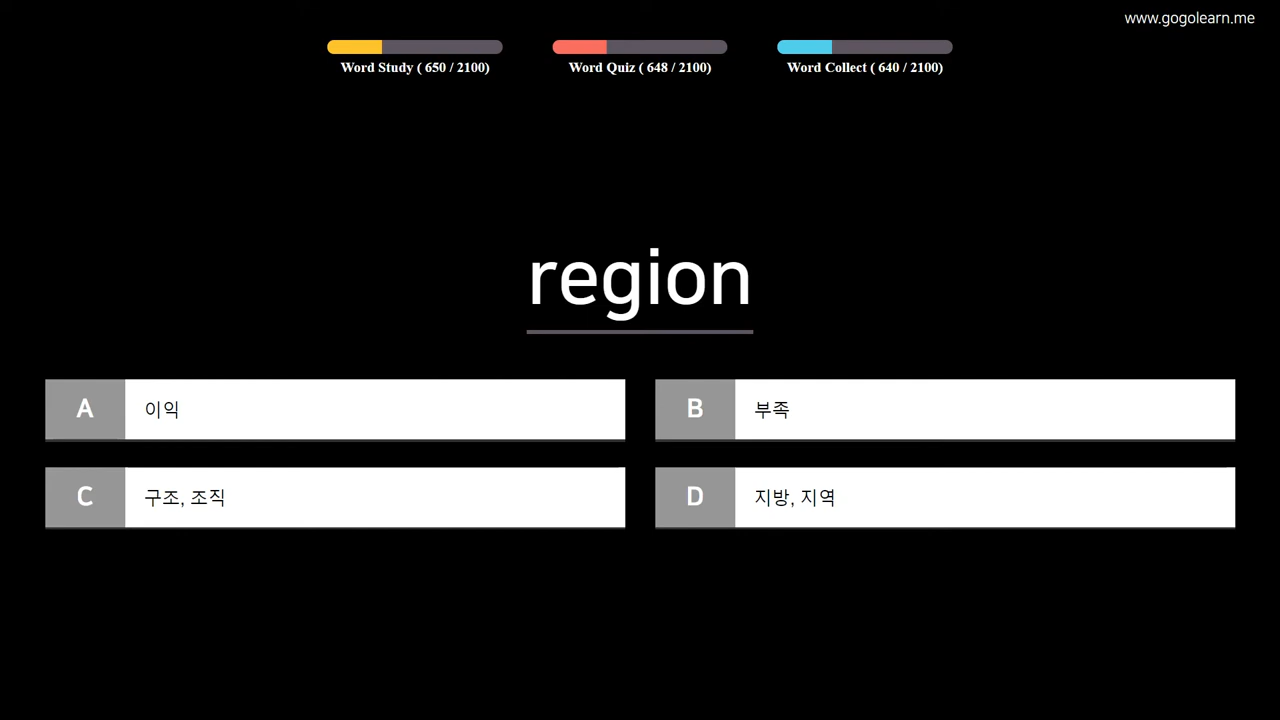 www.gogolearn.me
Word Study ( 650 / 2100)
Word Quiz ( 648 / 2100)
Word Collect ( 640 / 2100)
region
A 이익
B 부족
C 구조, 조직
D 지방, 지역